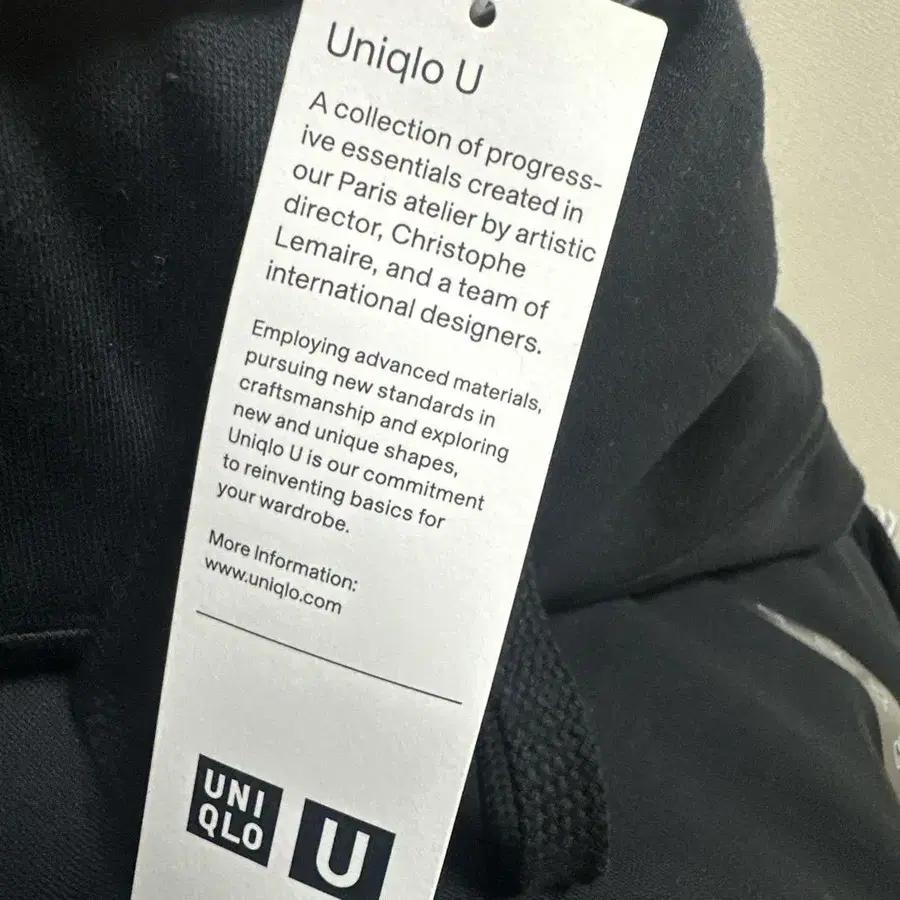 Uniqlo U
A collection of progress-
ive essentials created in
our Paris atelier by artistic
director, Christophe
Lemaire, and a team of
international designers.
Employing advanced materials,
pursuing new standards in
craftsmanship and exploring
new and unique shapes,
Uniqlo U is our commitment
to reinventing basics for
your wardrobe.
More Information:
www.uniqlo.com
UNI
QLO
U